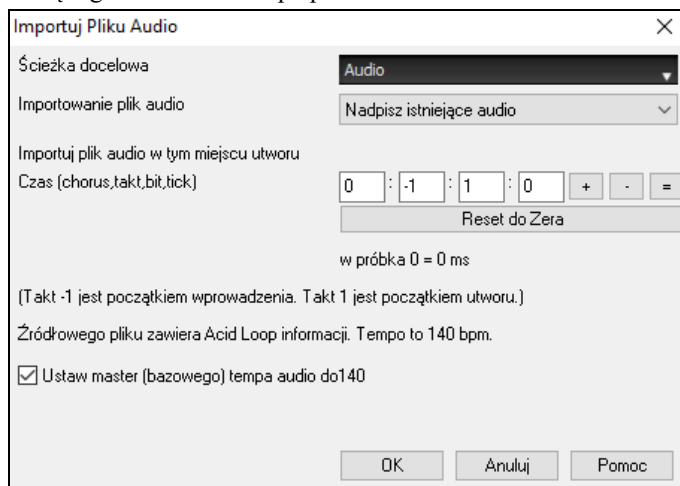 Importuj Pliku Audio
Ścieżka docelowa Audio
Importowanie plik audio Nadpisz istniejące audio
Importuj plik audio w tym miejscu utworu
Czas (chorus,takt,bit,tick) 0 : -1 : 1 : 0 + - =
Reset do Zera
w próbka 0 = 0 ms
(Takt -1 jest początkiem wprowadzenia. Takt 1 jest początkiem utworu.)
Źródłowego pliku zawiera Acid Loop informacji. Tempo to 140 bpm.
Ustaw master (bazowego) tempa audio do140
OK Anuluj Pomoc